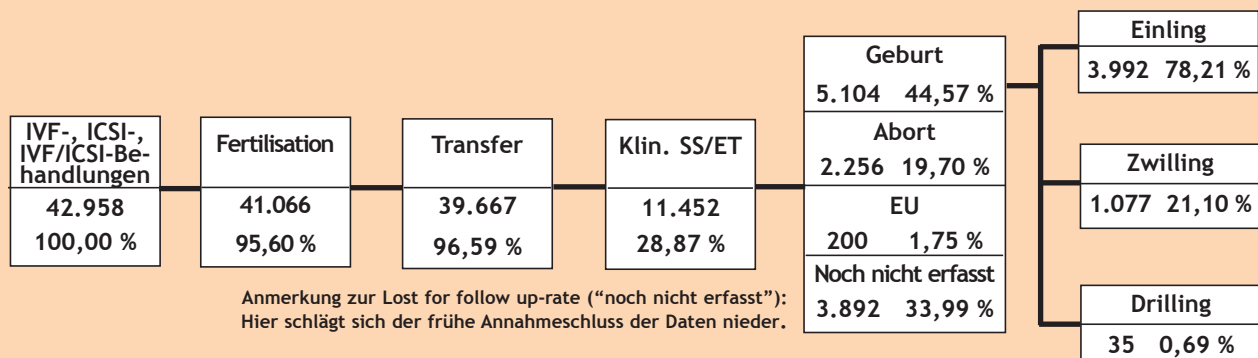 IVF-, ICSI-,
IVF/ICSI-Be-
handlungen
42.958
100,00 %
Fertilisation
41.066
95,60 %
Transfer
39.667
96,59 %
Klin. SS/ET
11.452
28,87 %
Geburt
5.104 44,57 %
Abort
2.256 19,70 %
EU
200 1,75 %
Noch nicht erfasst
3.892 33,99 %
Einling
3.992 78,21 %
Zwilling
1.077 21,10 %
Drilling
35 0,69 %
Anmerkung zur Lost for follow up-rate (“noch nicht erfasst”):
Hier schlägt sich der frühe Annahmeschluss der Daten nieder.